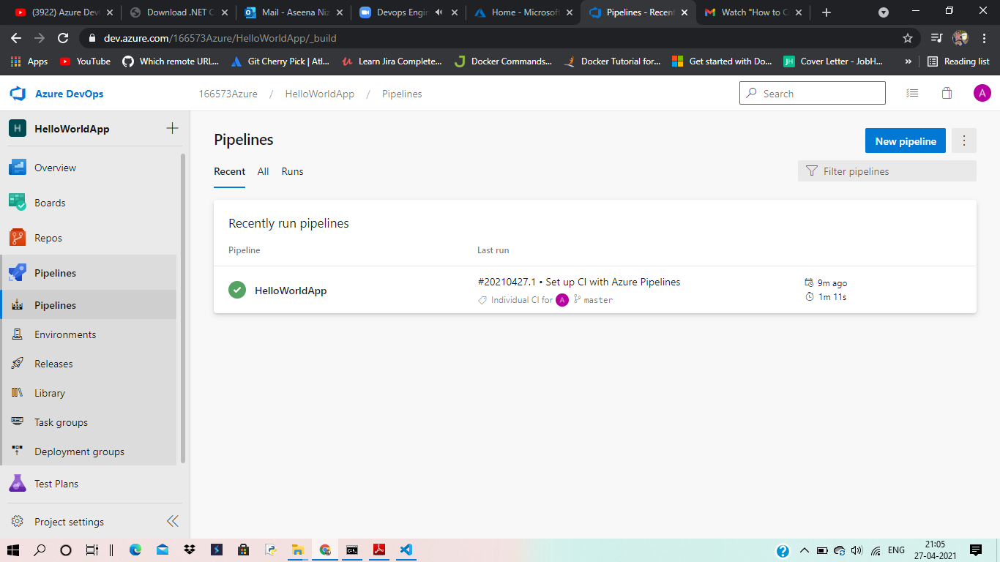 (3922) Azure Dev
Download .NET C
Mail - Aseena Niz
Devops Engin
Home - Microsoft
Pipelines - Recent
Watch "How to C
dev.azure.com/166573Azure/HelloWorldApp/_build
Apps
YouTube
Which remote URL...
Git Cherry Pick | Atl...
Learn Jira Complete...
Docker Commands...
Docker Tutorial for...
Get started with Do...
JH
Cover Letter - JobH...
»
Reading list
Azure DevOps
166573Azure / HelloWorldApp / Pipelines
Search
A
H
HelloWorldApp
Overview
Boards
Repos
Pipelines
Pipelines
Environments
Releases
Library
Task groups
Deployment groups
Test Plans
Project settings
Pipelines
New pipeline
Recent
All
Runs
Filter pipelines
Recently run pipelines
Pipeline
Last run
HelloWorldApp
#20210427.1 • Set up CI with Azure Pipelines
Individual CI for A master
9m ago
1m 11s
ENG
21:05
27-04-2021